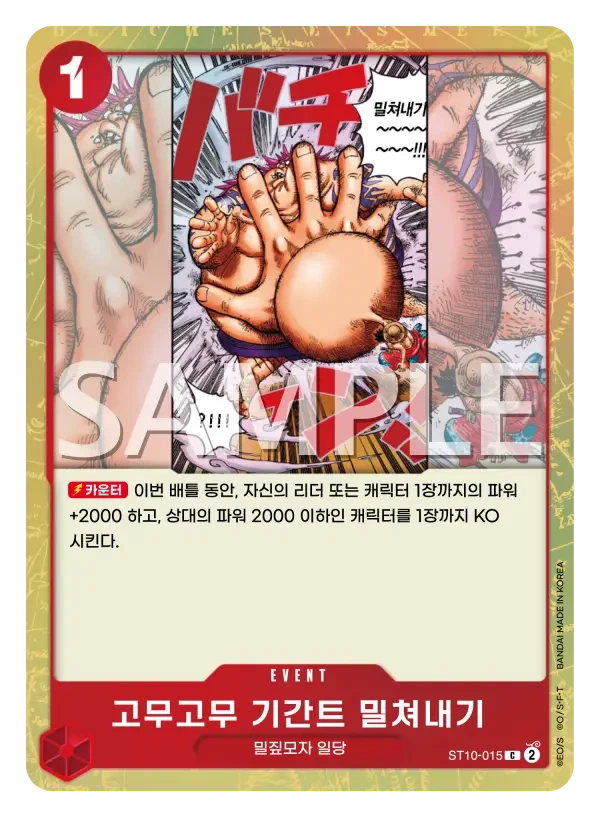 1
バチ
밀쳐내기
~~~~
~~~!!!
?!!!
SAMPLE
카운터 이번 배틀 동안, 자신의 리더 또는 캐릭터 1장까지의 파워
+2000 하고, 상대의 파워 2000 이하인 캐릭터를 1장까지 KO
시킨다.
EVENT
고무고무 기간트 밀쳐내기
밀짚모자 일당
ST10-015 C 2
©EO/S ©O/S·F·T BANDAI MADE IN KOREA